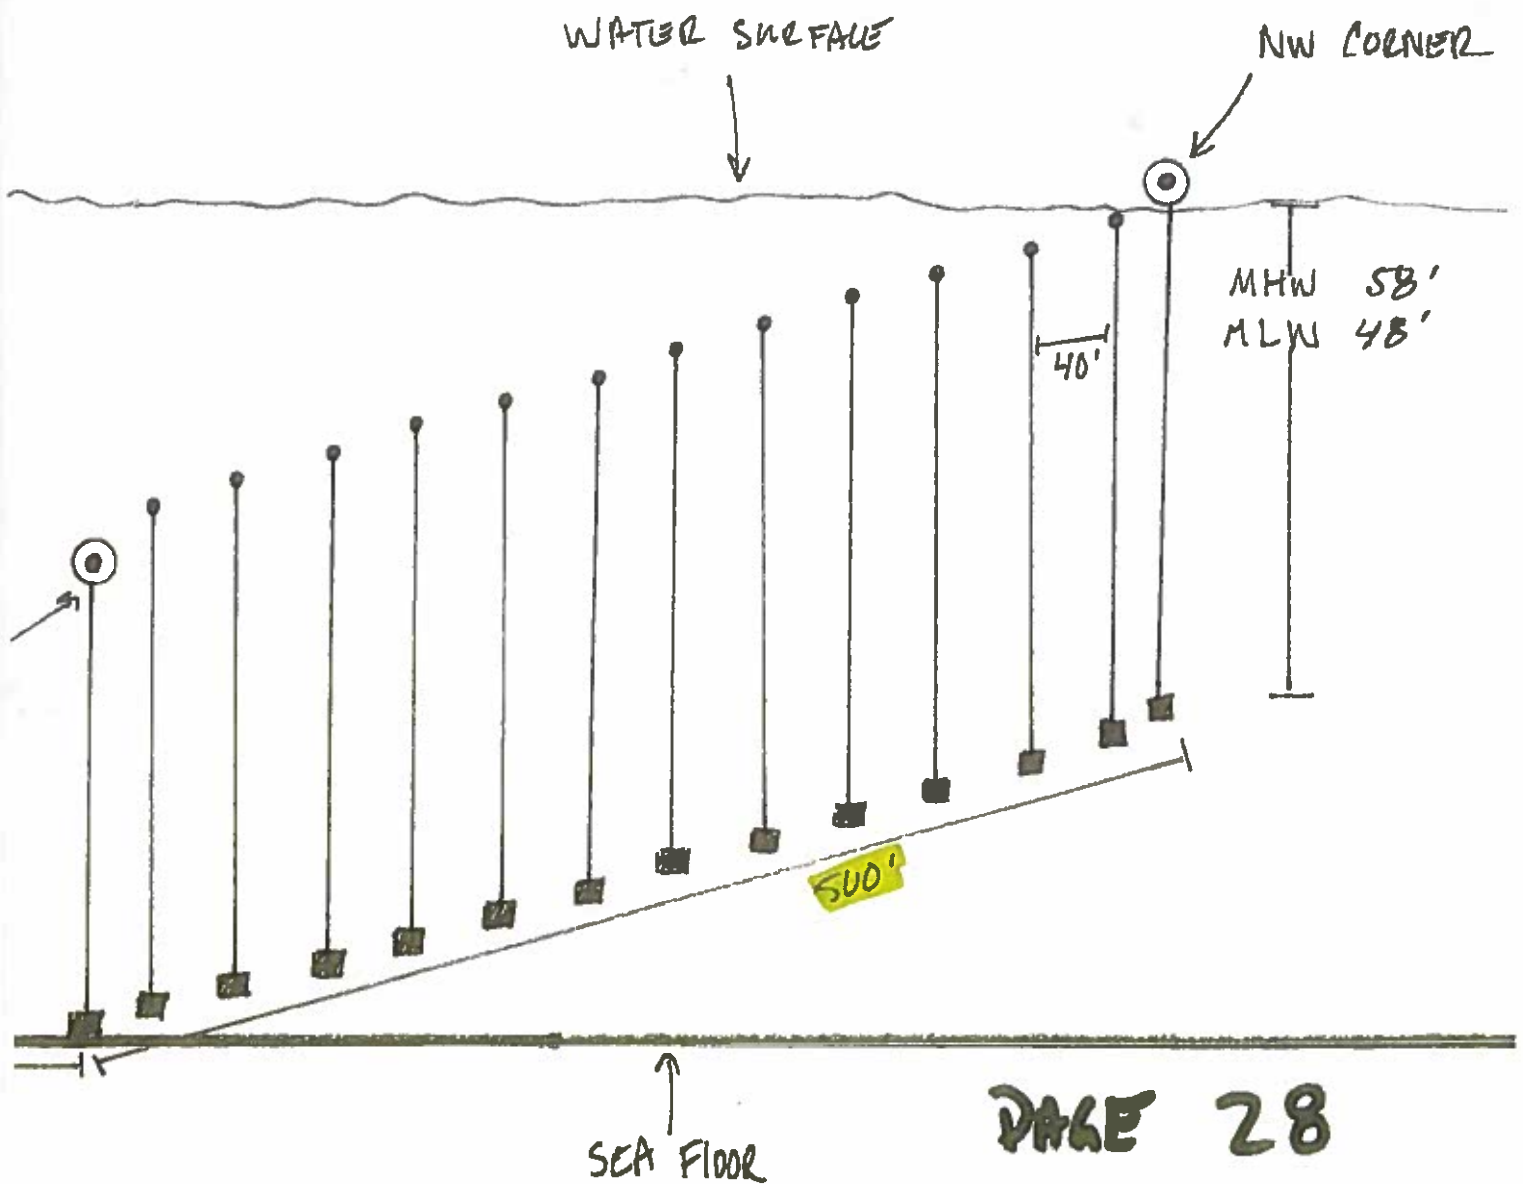 WATER SURFACE
NW CORNER
MHW 58'
MLW 48'
40'
500'
SEA FLOOR
PAGE 28